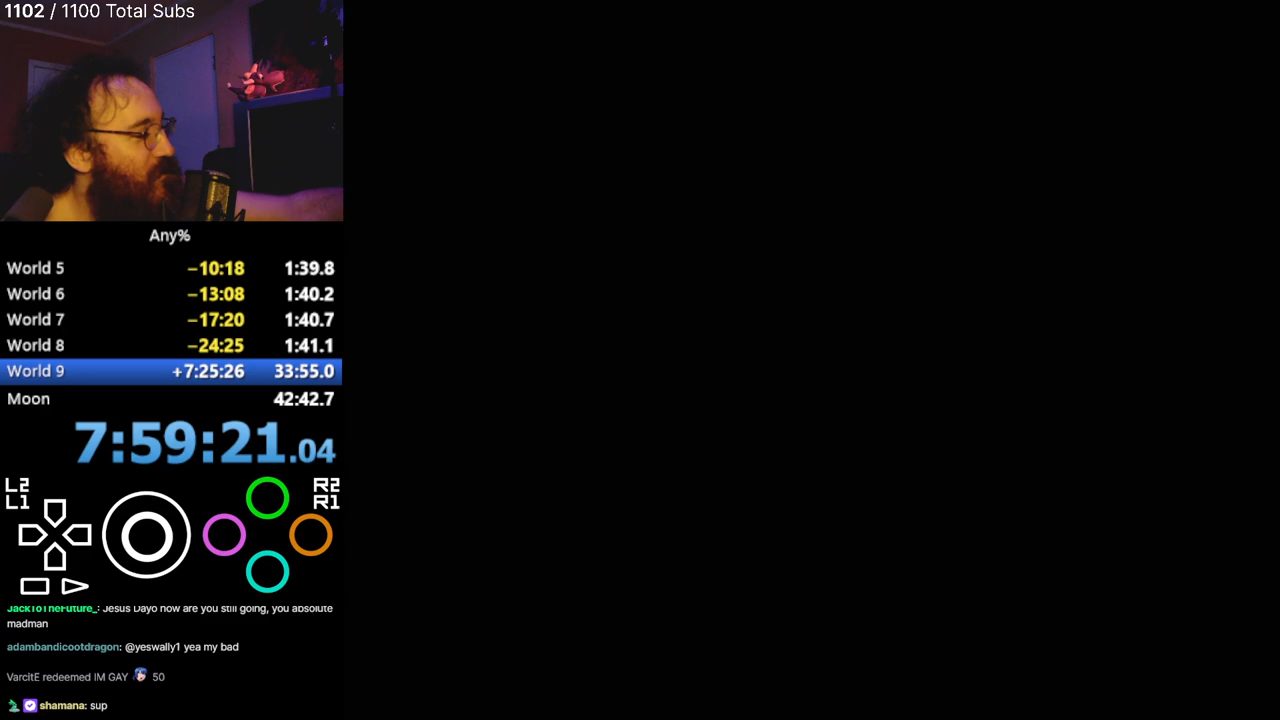 1102 / 1100 Total Subs
Any%
World 5 −10:18 1:39.8
World 6 −13:08 1:40.2
World 7 −17:20 1:40.7
World 8 −24:25 1:41.1
World 9 +7:25:26 33:55.0
Moon 42:42.7
7:59:21.04
L2 R2
L1 R1
JackToTheFuture_: Jesus Dayo how are you still going, you absolute
madman
adambandicootdragon: @yeswally1 yea my bad
VarcitE redeemed IM GAY 50
shamana: sup